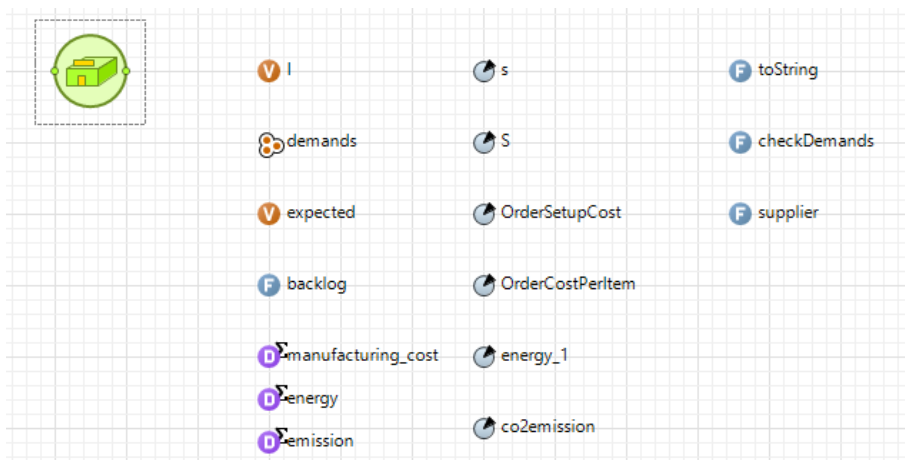 V I s F toString
demands S F checkDemands
V expected OrderSetupCost F supplier
F backlog OrderCostPerItem
D Σ manufacturing_cost energy_1
D Σ energy
co2emission
D Σ emission